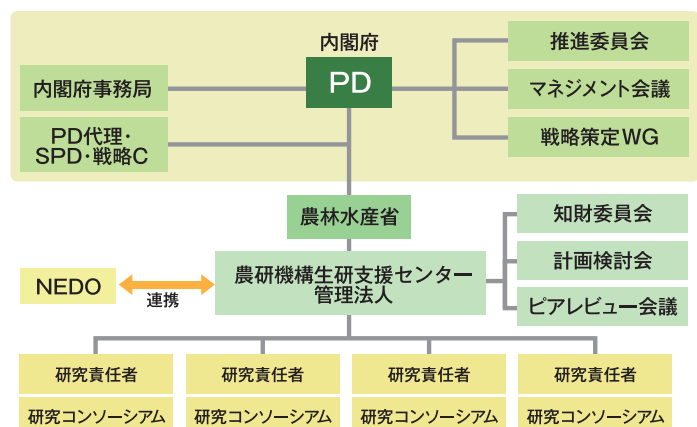 内閣府
PD
内閣府事務局
PD代理・
SPD・戦略C
推進委員会
マネジメント会議
戦略策定WG
農林水産省
農研機構生研支援センター
管理法人
NEDO
連携
知財委員会
計画検討会
ピアレビュー会議
研究責任者
研究責任者
研究責任者
研究責任者
研究コンソーシアム
研究コンソーシアム
研究コンソーシアム
研究コンソーシアム